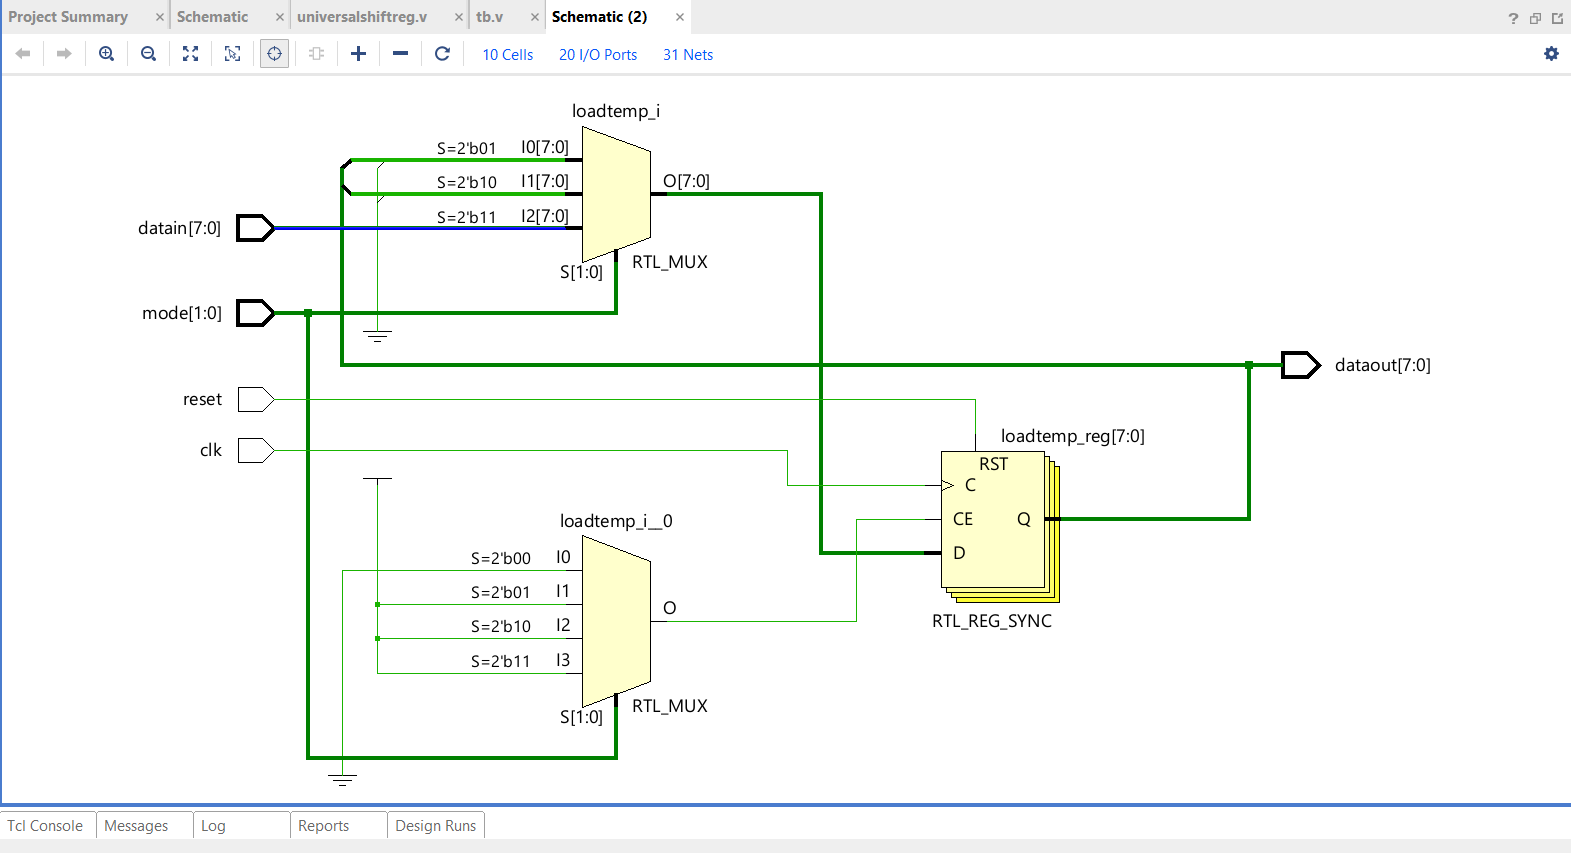 Project Summary × Schematic × universalshiftreg.v × tb.v × Schematic (2) × ?
10 Cells 20 I/O Ports 31 Nets
loadtemp_i
S=2'b01 I0[7:0]
S=2'b10 I1[7:0] O[7:0]
S=2'b11 I2[7:0]
datain[7:0]
S[1:0] RTL_MUX
mode[1:0]
dataout[7:0]
reset
loadtemp_reg[7:0]
clk
RST
C
CE Q
D
RTL_REG_SYNC
loadtemp_i__0
S=2'b00 I0
S=2'b01 I1
O
S=2'b10 I2
S=2'b11 I3
S[1:0] RTL_MUX
Tcl Console Messages Log Reports Design Runs